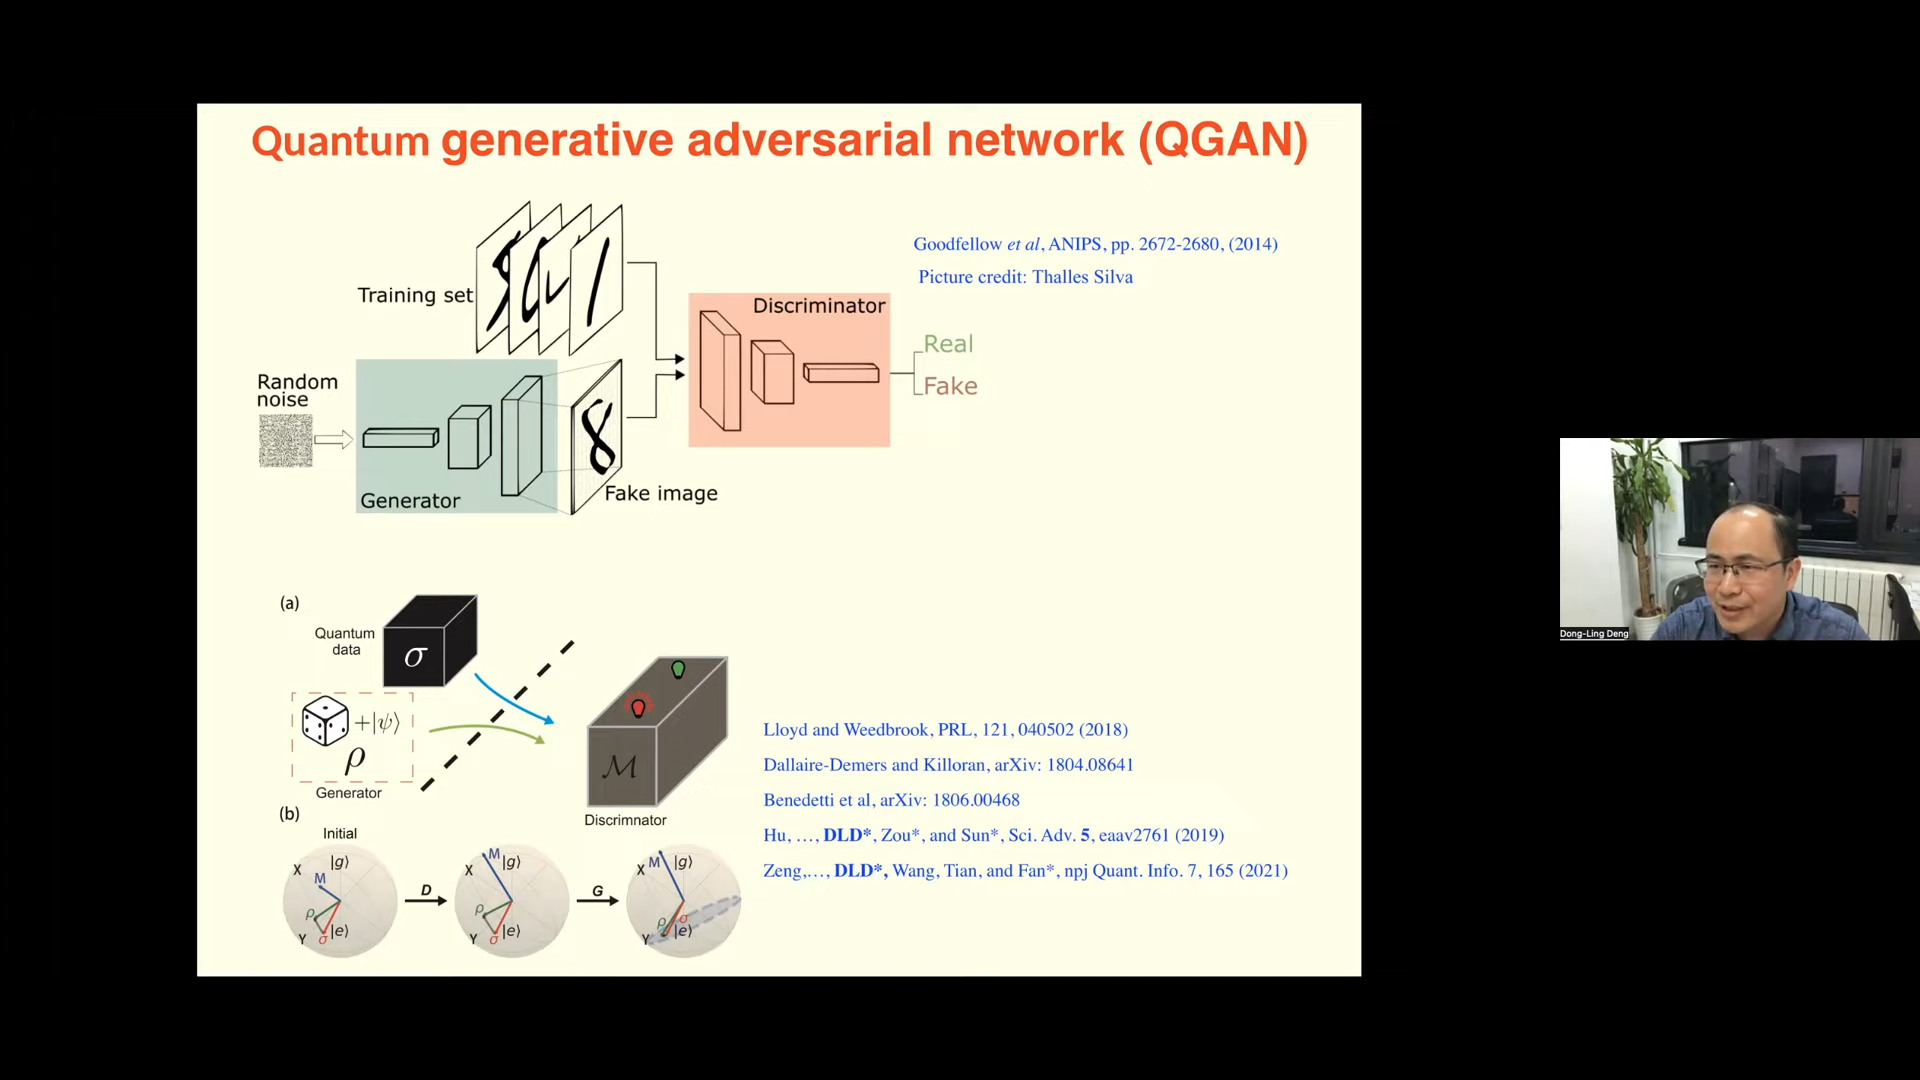 Quantum generative adversarial network (QGAN)
Training set
Goodfellow et al, ANIPS, pp. 2672-2680, (2014)
Picture credit: Thalles Silva
Discriminator
Real
Fake
Random
noise
8
Generator
Fake image
(a)
Quantum
data
σ
+|ψ⟩
ρ
Generator
M
Discrimnator
Lloyd and Weedbrook, PRL, 121, 040502 (2018)
Dallaire-Demers and Killoran, arXiv: 1804.08641
Benedetti et al, arXiv: 1806.00468
Hu, …, DLD*, Zou*, and Sun*, Sci. Adv. 5, eaav2761 (2019)
Zeng,…, DLD*, Wang, Tian, and Fan*, npj Quant. Info. 7, 165 (2021)
(b)
Initial
X |g⟩ M ρ Y σ |e⟩
D
X M |g⟩ ρ Y σ |e⟩
G
X M |g⟩ ρ σ Y |e⟩
Dong-Ling Deng